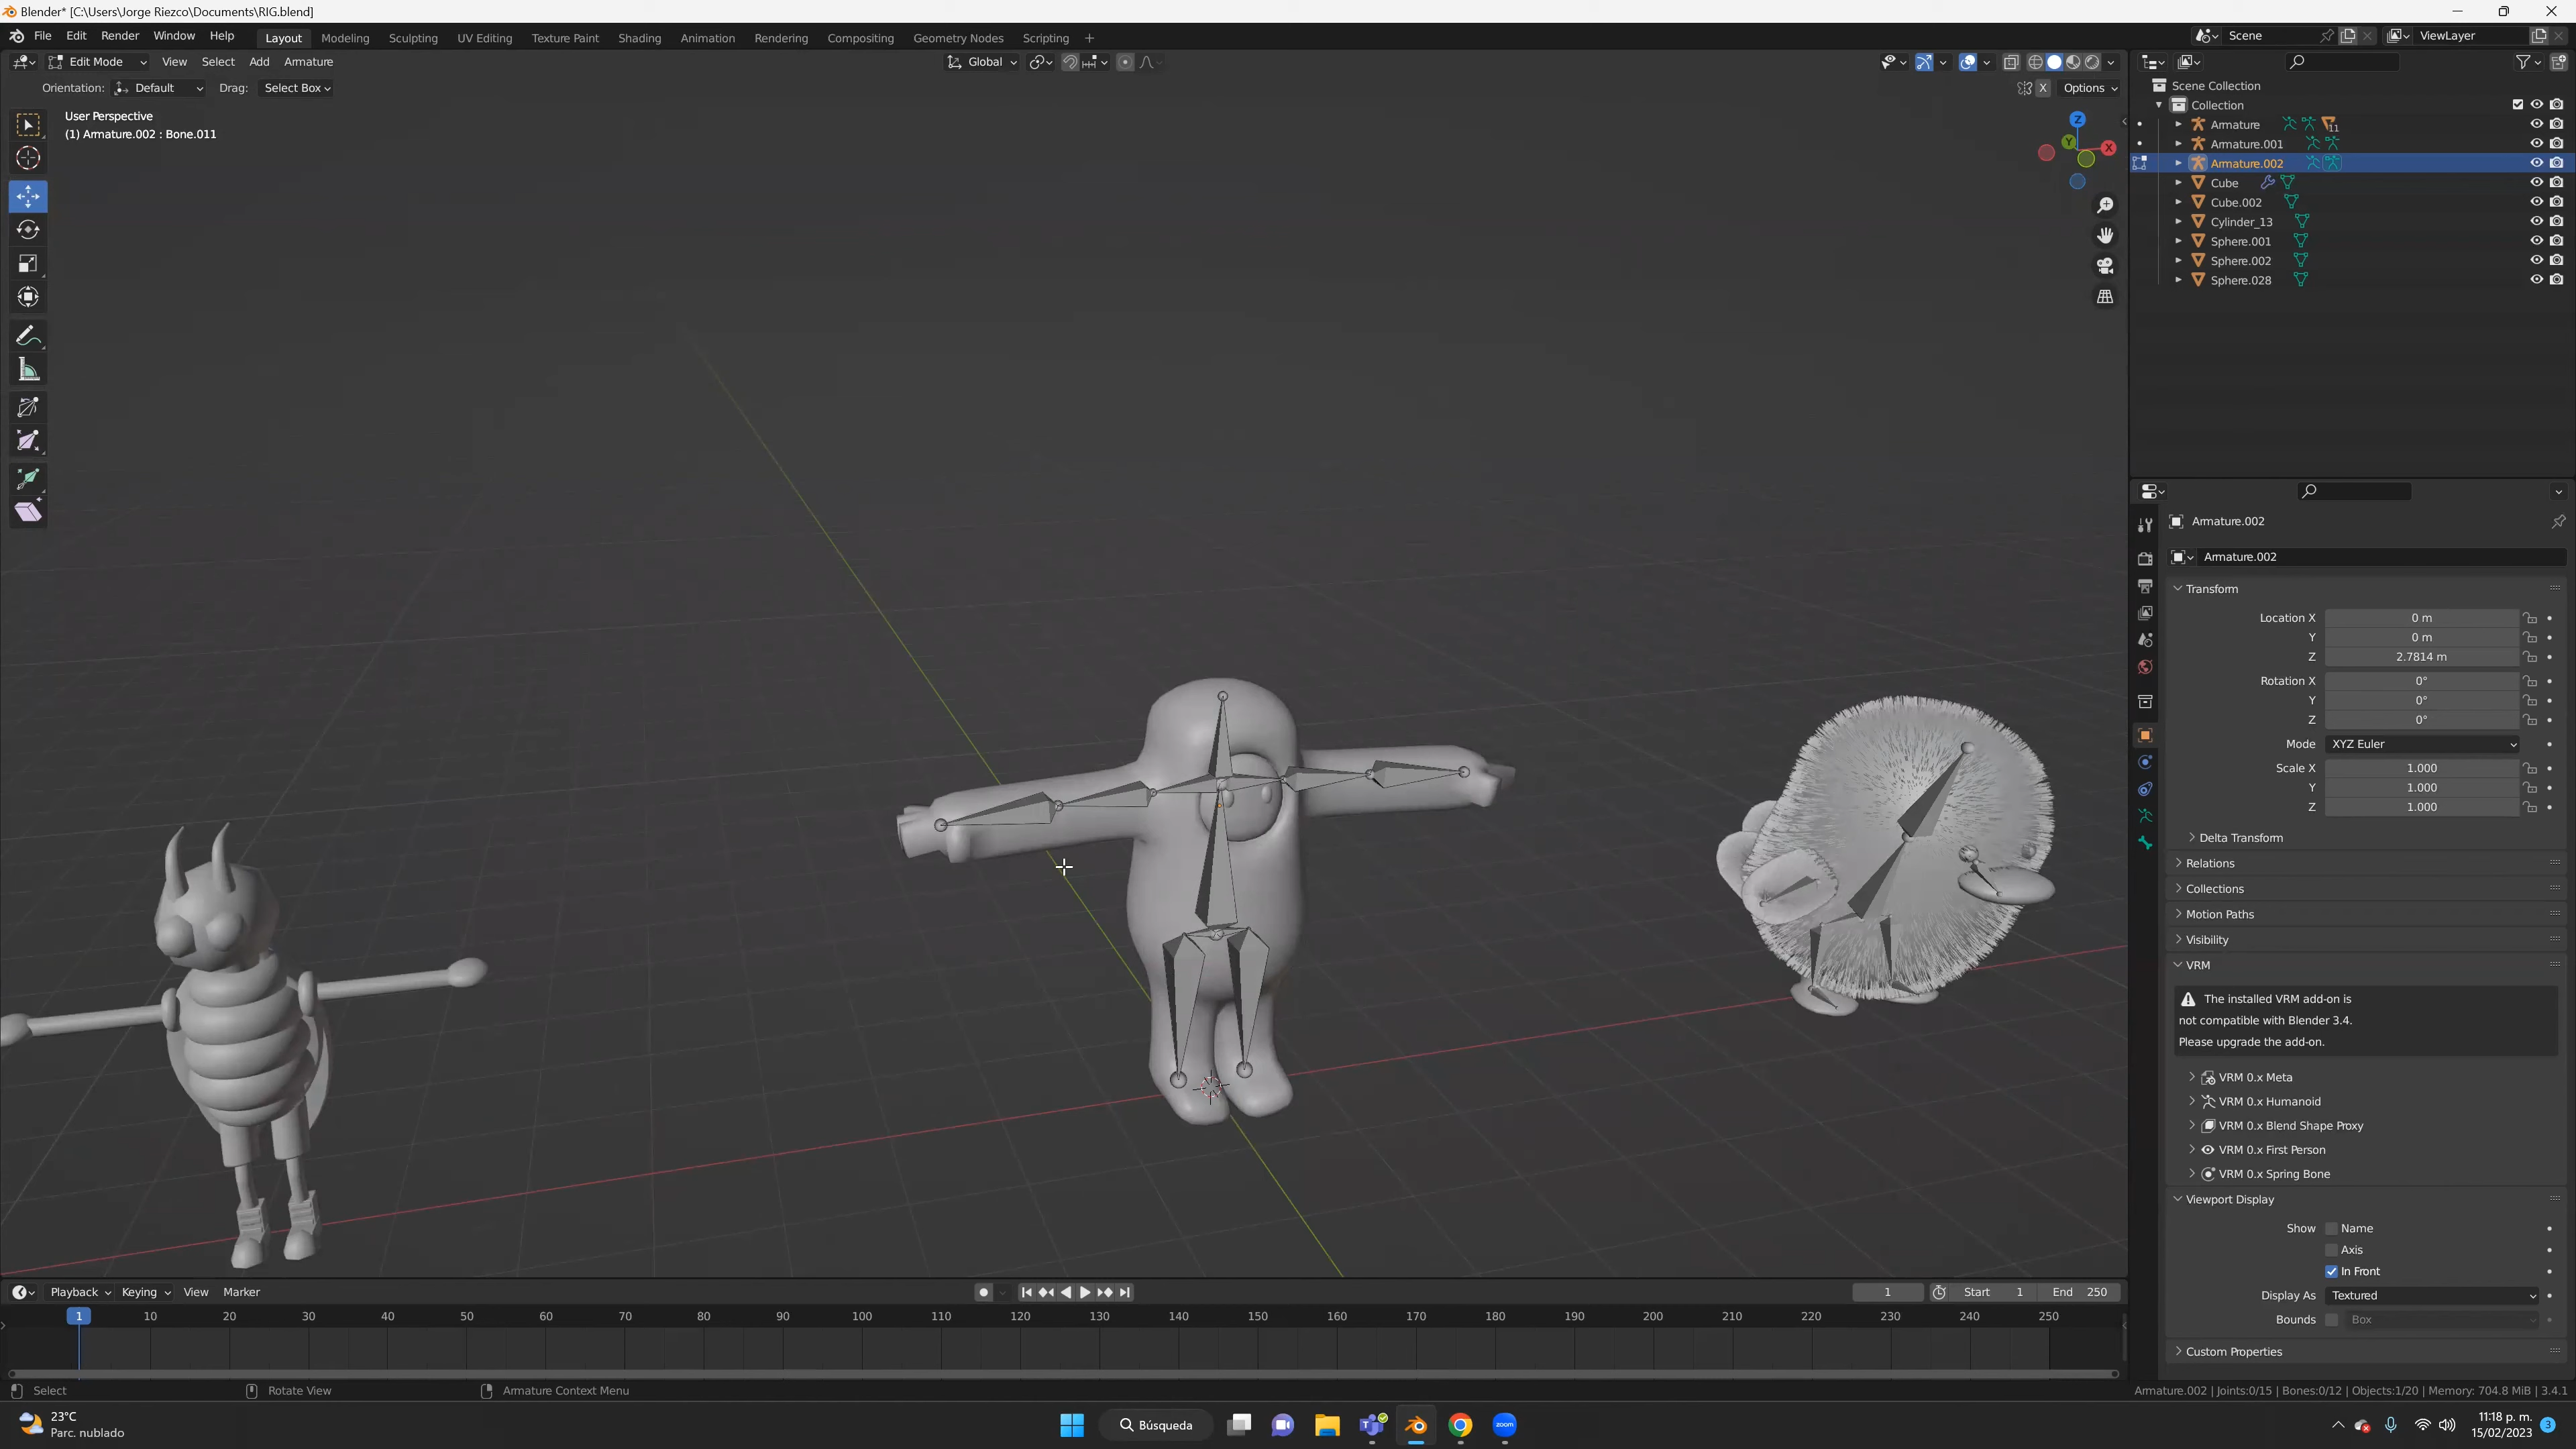 Blender* [C:\Users\Jorge Riezco\Documents\RIG.blend]
File Edit Render Window Help Layout Modeling Sculpting UV Editing Texture Paint Shading Animation Rendering Compositing Geometry Nodes Scripting + Scene ViewLayer
Edit Mode View Select Add Armature Global
Orientation: Default Drag: Select Box X Options
User Perspective
(1) Armature.002 : Bone.011
Z
Y
X
Scene Collection
Collection
Armature 11
Armature.001
Armature.002
Cube
Cube.002
Cylinder_13
Sphere.001
Sphere.002
Sphere.028
Armature.002
Armature.002
Transform
Location X 0 m
Y 0 m
Z 2.7814 m
Rotation X 0°
Y 0°
Z 0°
Mode XYZ Euler
Scale X 1.000
Y 1.000
Z 1.000
Delta Transform
Relations
Collections
Motion Paths
Visibility
VRM
The installed VRM add-on is
not compatible with Blender 3.4.
Please upgrade the add-on.
VRM 0.x Meta
VRM 0.x Humanoid
VRM 0.x Blend Shape Proxy
VRM 0.x First Person
VRM 0.x Spring Bone
Viewport Display
Show Name
Axis
In Front
Display As Textured
Bounds Box
Custom Properties
Playback Keying View Marker 1 Start 1 End 250
1 10 20 30 40 50 60 70 80 90 100 110 120 130 140 150 160 170 180 190 200 210 220 230 240 250
Select Rotate View Armature Context Menu Armature.002 | Joints:0/15 | Bones:0/12 | Objects:1/20 | Memory: 704.8 MiB | 3.4.1
23°C
Parc. nublado
Búsqueda
zoom
11:18 p. m.
15/02/2023
3